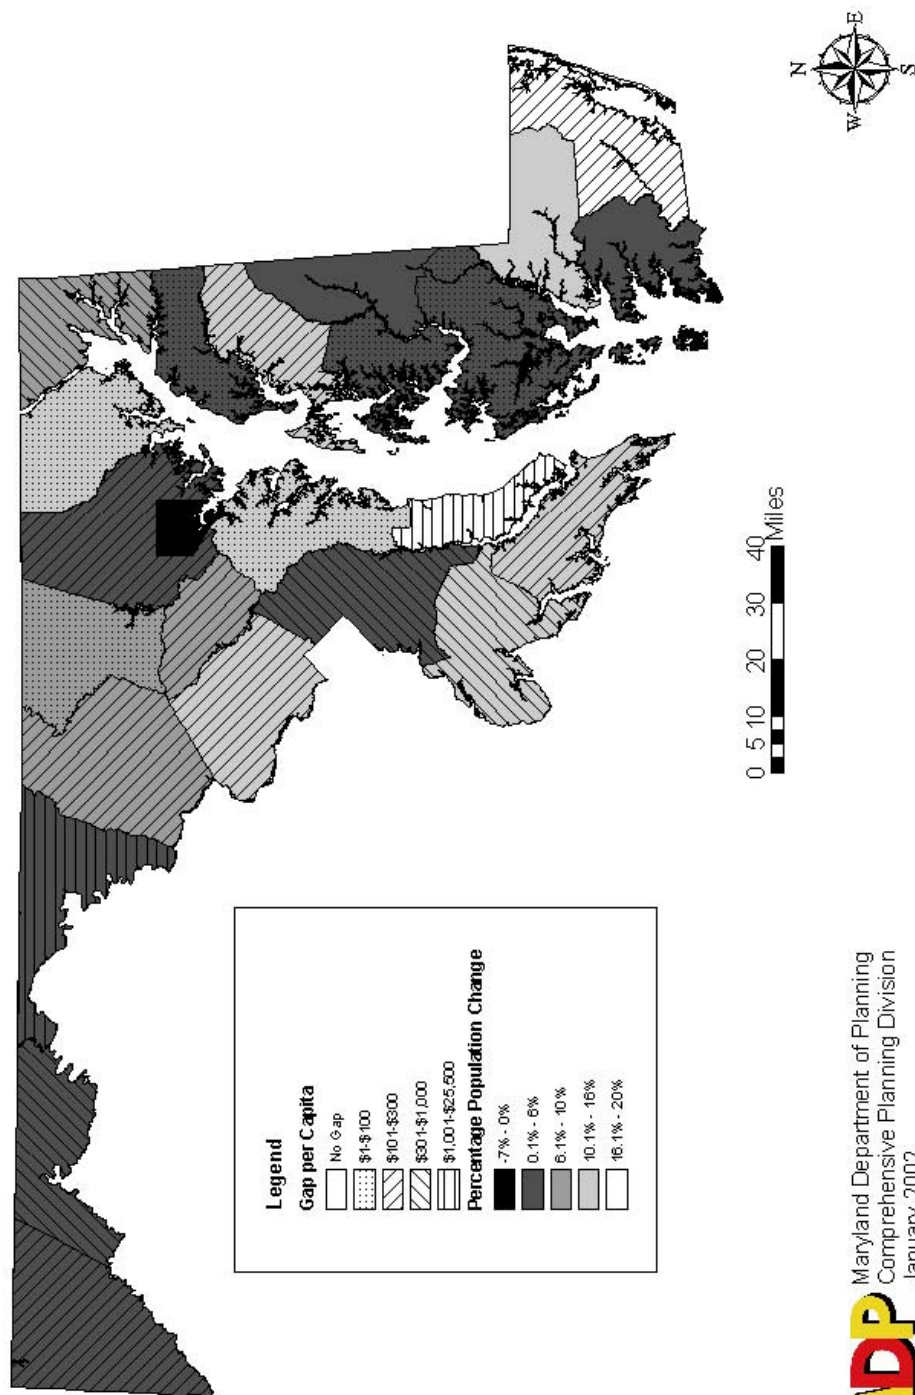 N
W
E
S
Legend
Gap per Capita
No Gap
$1-$100
$101-$300
$301-$1,000
$1,001-$25,500
Percentage Population Change
-7% - 0%
0.1% - 6%
6.1% - 10%
10.1% - 16%
16.1% - 20%
0 5 10 20 30 40
Miles
DP
Maryland Department of Planning
Comprehensive Planning Division
January 2002